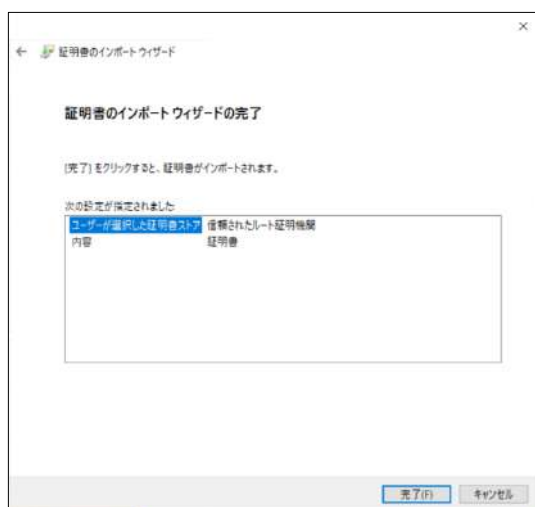 証明書のインポート ウィザード
証明書のインポート ウィザードの完了
[完了] をクリックすると、証明書がインポートされます。
次の設定が指定されました
ユーザーが選択した証明書ストア 信頼されたルート証明機関
内容 証明書
完了(F) キャンセル